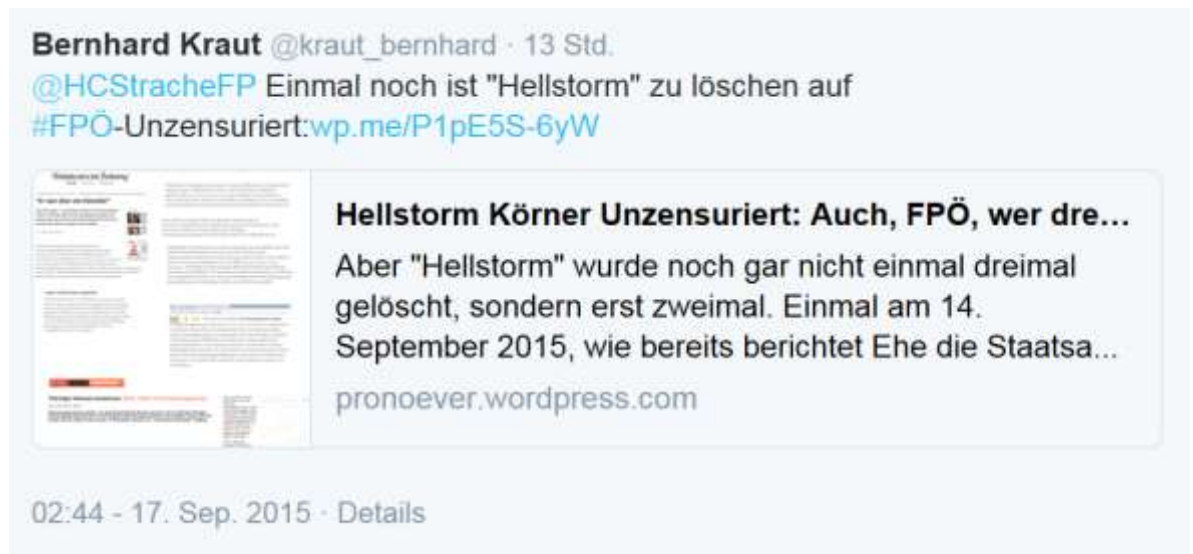 Bernhard Kraut @kraut_bernhard · 13 Std.
@HCStracheFP Einmal noch ist "Hellstorm" zu löschen auf
#FPÖ-Unzensuriert:wp.me/P1pE5S-6yW
Hellstorm Körner Unzensuriert: Auch, FPÖ, wer dre...
Aber "Hellstorm" wurde noch gar nicht einmal dreimal
gelöscht, sondern erst zweimal. Einmal am 14.
September 2015, wie bereits berichtet Ehe die Staatsa...
pronoever.wordpress.com
02:44 - 17. Sep. 2015 · Details